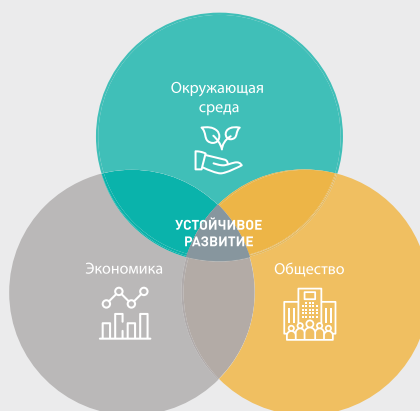 Окружающая
среда
УСТОЙЧИВОЕ
РАЗВИТИЕ
Экономика
Общество